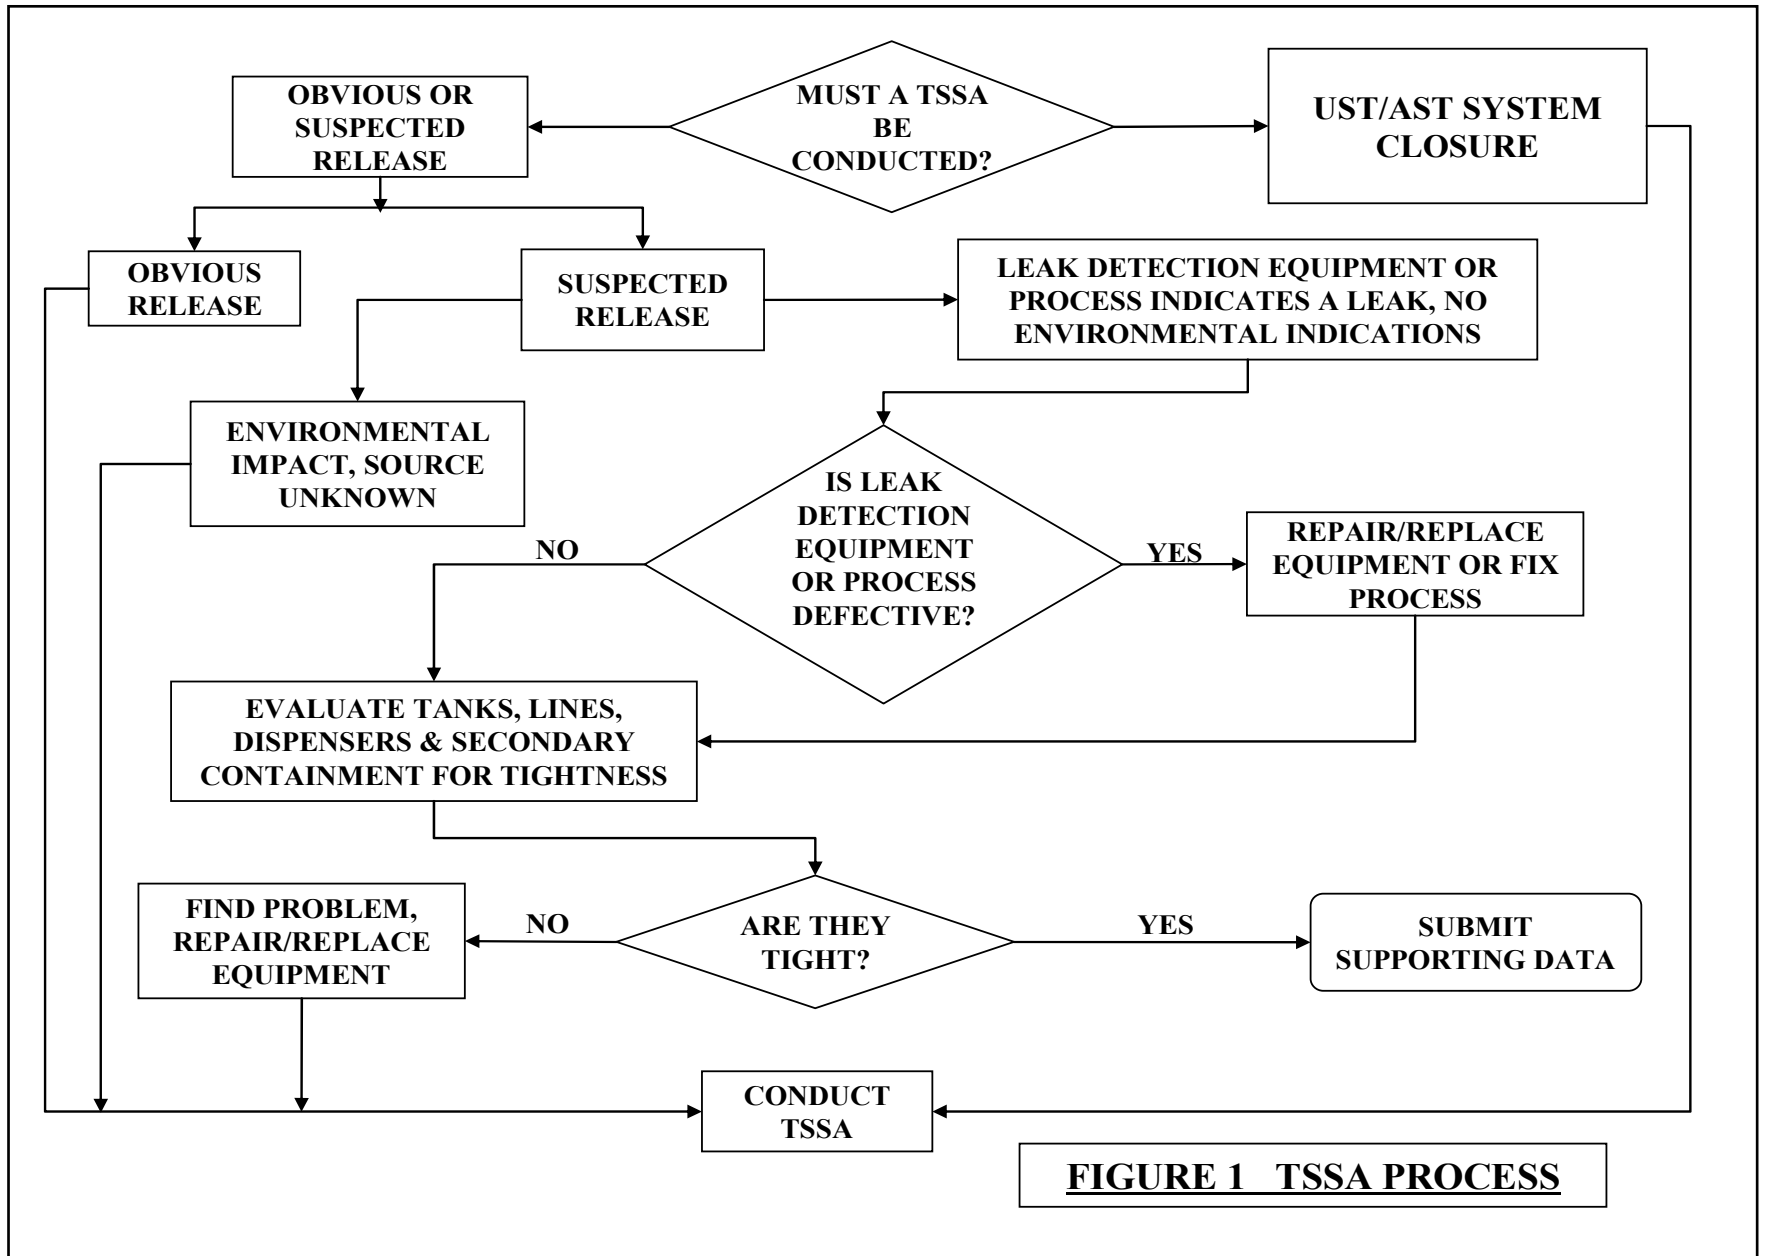 MUST A TSSA
BE
CONDUCTED?
OBVIOUS OR
SUSPECTED
RELEASE
UST/AST SYSTEM
CLOSURE
OBVIOUS
RELEASE
SUSPECTED
RELEASE
LEAK DETECTION EQUIPMENT OR
PROCESS INDICATES A LEAK, NO
ENVIRONMENTAL INDICATIONS
ENVIRONMENTAL
IMPACT, SOURCE
UNKNOWN
IS LEAK
DETECTION
EQUIPMENT
OR PROCESS
DEFECTIVE?
NO
YES
REPAIR/REPLACE
EQUIPMENT OR FIX
PROCESS
EVALUATE TANKS, LINES,
DISPENSERS & SECONDARY
CONTAINMENT FOR TIGHTNESS
ARE THEY
TIGHT?
NO
YES
FIND PROBLEM,
REPAIR/REPLACE
EQUIPMENT
SUBMIT
SUPPORTING DATA
CONDUCT
TSSA
FIGURE 1 TSSA PROCESS